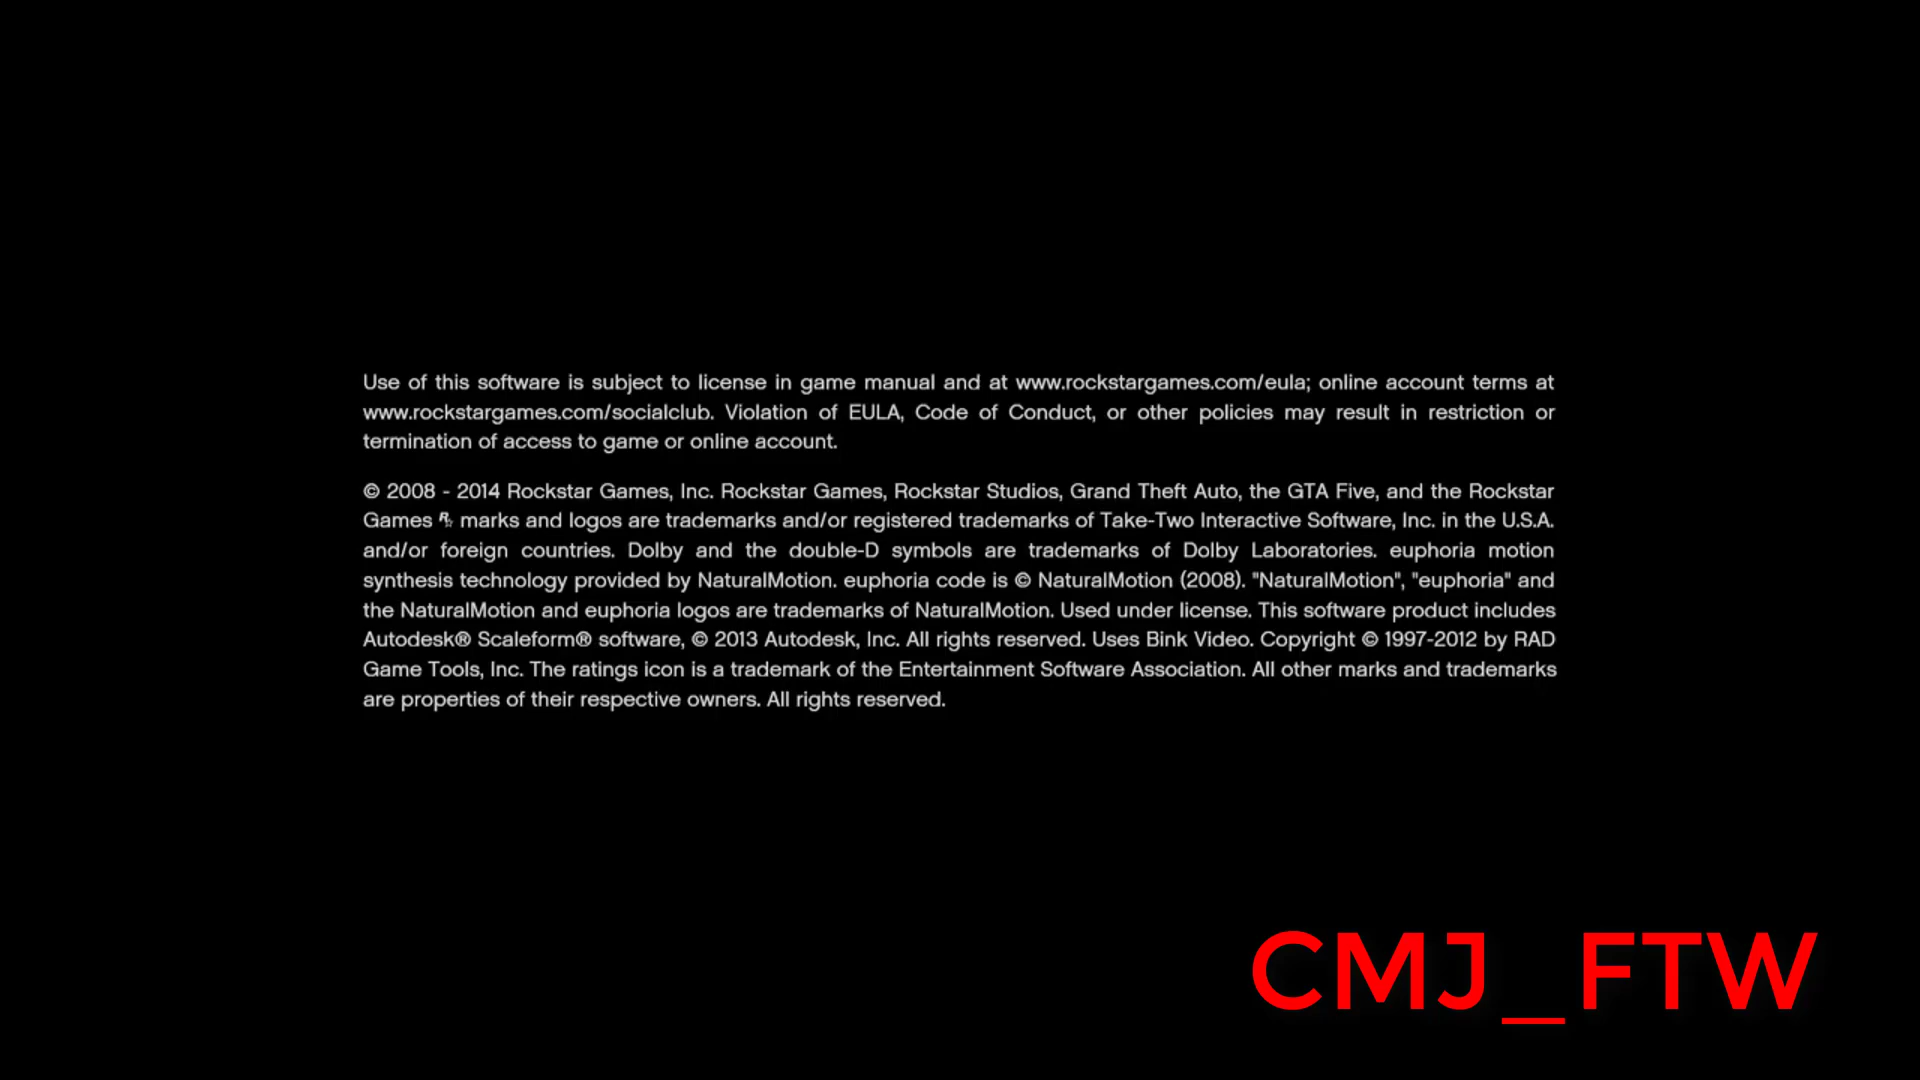 Use of this software is subject to license in game manual and at www.rockstargames.com/eula; online account terms at
www.rockstargames.com/socialclub. Violation of EULA, Code of Conduct, or other policies may result in restriction or
termination of access to game or online account.
© 2008 - 2014 Rockstar Games, Inc. Rockstar Games, Rockstar Studios, Grand Theft Auto, the GTA Five, and the Rockstar
Games R* marks and logos are trademarks and/or registered trademarks of Take-Two Interactive Software, Inc. in the U.S.A.
and/or foreign countries. Dolby and the double-D symbols are trademarks of Dolby Laboratories. euphoria motion
synthesis technology provided by NaturalMotion. euphoria code is © NaturalMotion (2008). "NaturalMotion", "euphoria" and
the NaturalMotion and euphoria logos are trademarks of NaturalMotion. Used under license. This software product includes
Autodesk® Scaleform® software, © 2013 Autodesk, Inc. All rights reserved. Uses Bink Video. Copyright © 1997-2012 by RAD
Game Tools, Inc. The ratings icon is a trademark of the Entertainment Software Association. All other marks and trademarks
are properties of their respective owners. All rights reserved.
CMJ_FTW